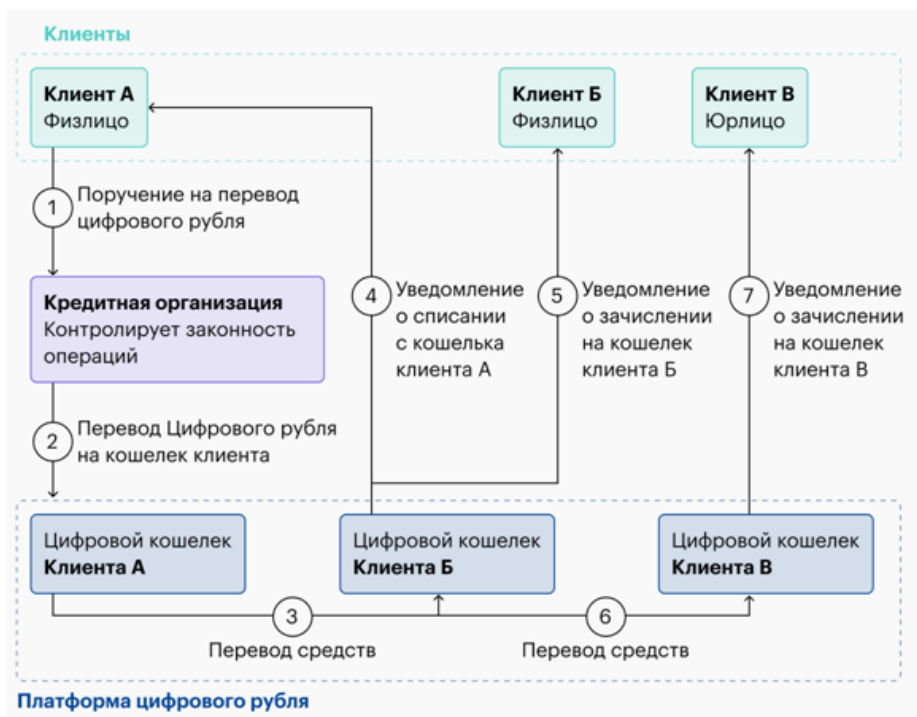 Клиенты
Клиент А
Физлицо
Клиент Б
Физлицо
Клиент В
Юрлицо
1
Поручение на перевод
цифрового рубля
Кредитная организация
Контролирует законность
операций
4
Уведомление
о списании
с кошелька
клиента А
5
Уведомление
о зачислении
на кошелек
клиента Б
7
Уведомление
о зачислении
на кошелек
клиента В
2
Перевод Цифрового рубля
на кошелек клиента
Цифровой кошелек
Клиента А
Цифровой кошелек
Клиента Б
Цифровой кошелек
Клиента В
3
Перевод средств
6
Перевод средств
Платформа цифрового рубля